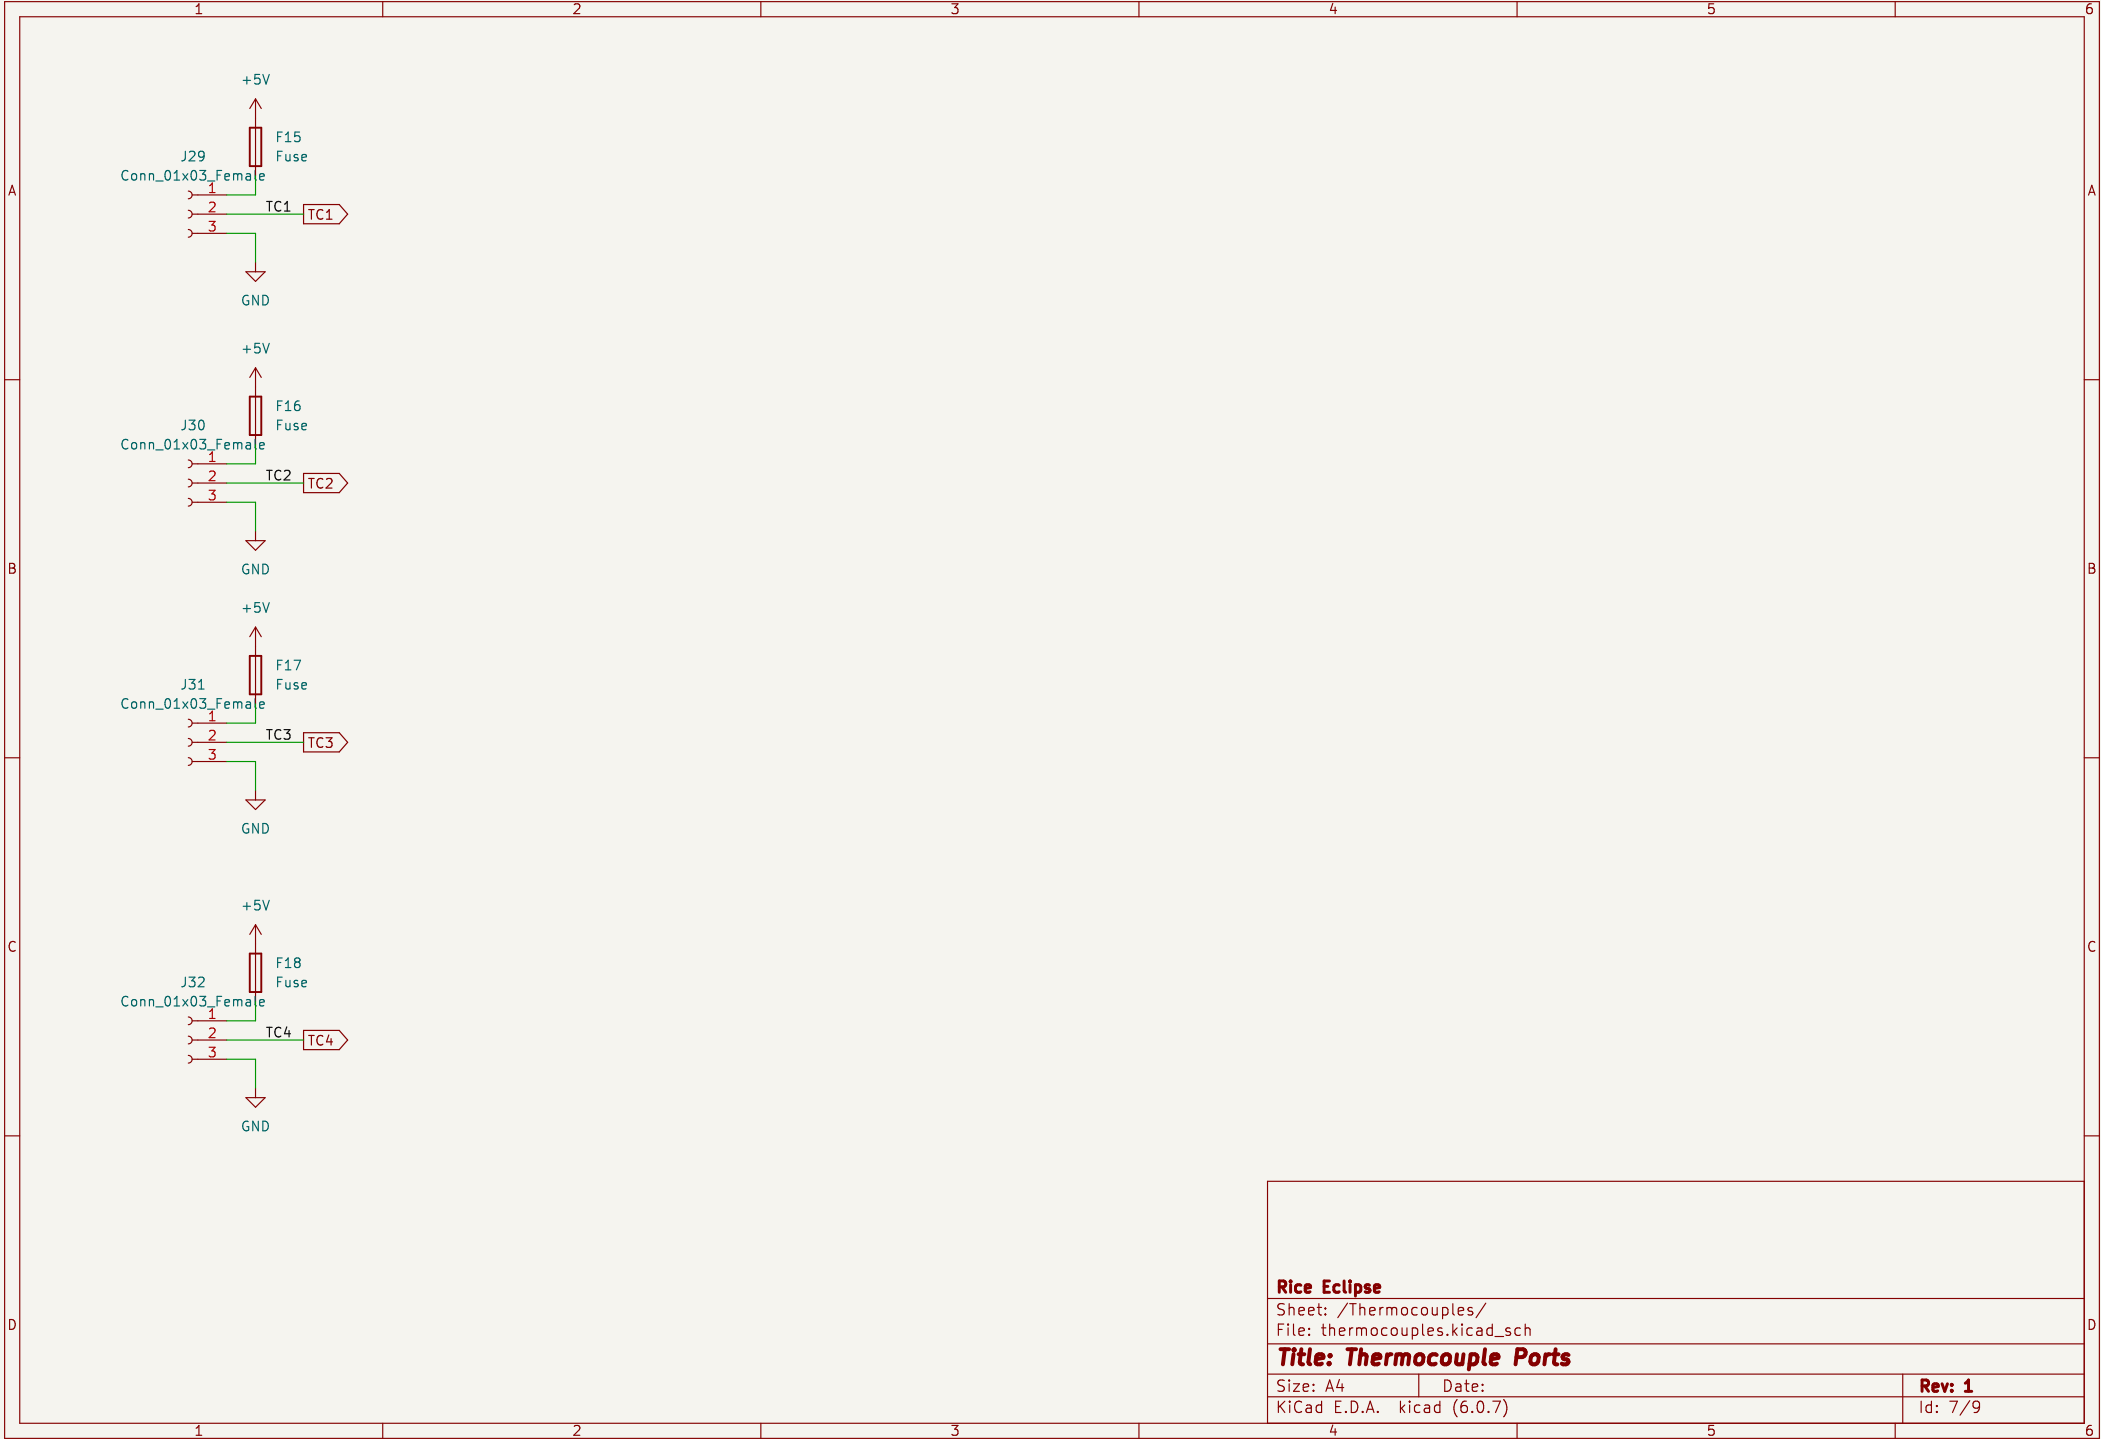 1 2 3 4 5 6
A A
B B
C C
D D
+5V
F15
Fuse
J29
Conn_01x03_Female
1
2
3
TC1
TC1
GND
+5V
F16
Fuse
J30
Conn_01x03_Female
1
2
3
TC2
TC2
GND
+5V
F17
Fuse
J31
Conn_01x03_Female
1
2
3
TC3
TC3
GND
+5V
F18
Fuse
J32
Conn_01x03_Female
1
2
3
TC4
TC4
GND
Rice Eclipse
Sheet: /Thermocouples/
File: thermocouples.kicad_sch
Title: Thermocouple Ports
Size: A4 Date: Rev: 1
KiCad E.D.A. kicad (6.0.7) Id: 7/9
1 2 3 4 5 6